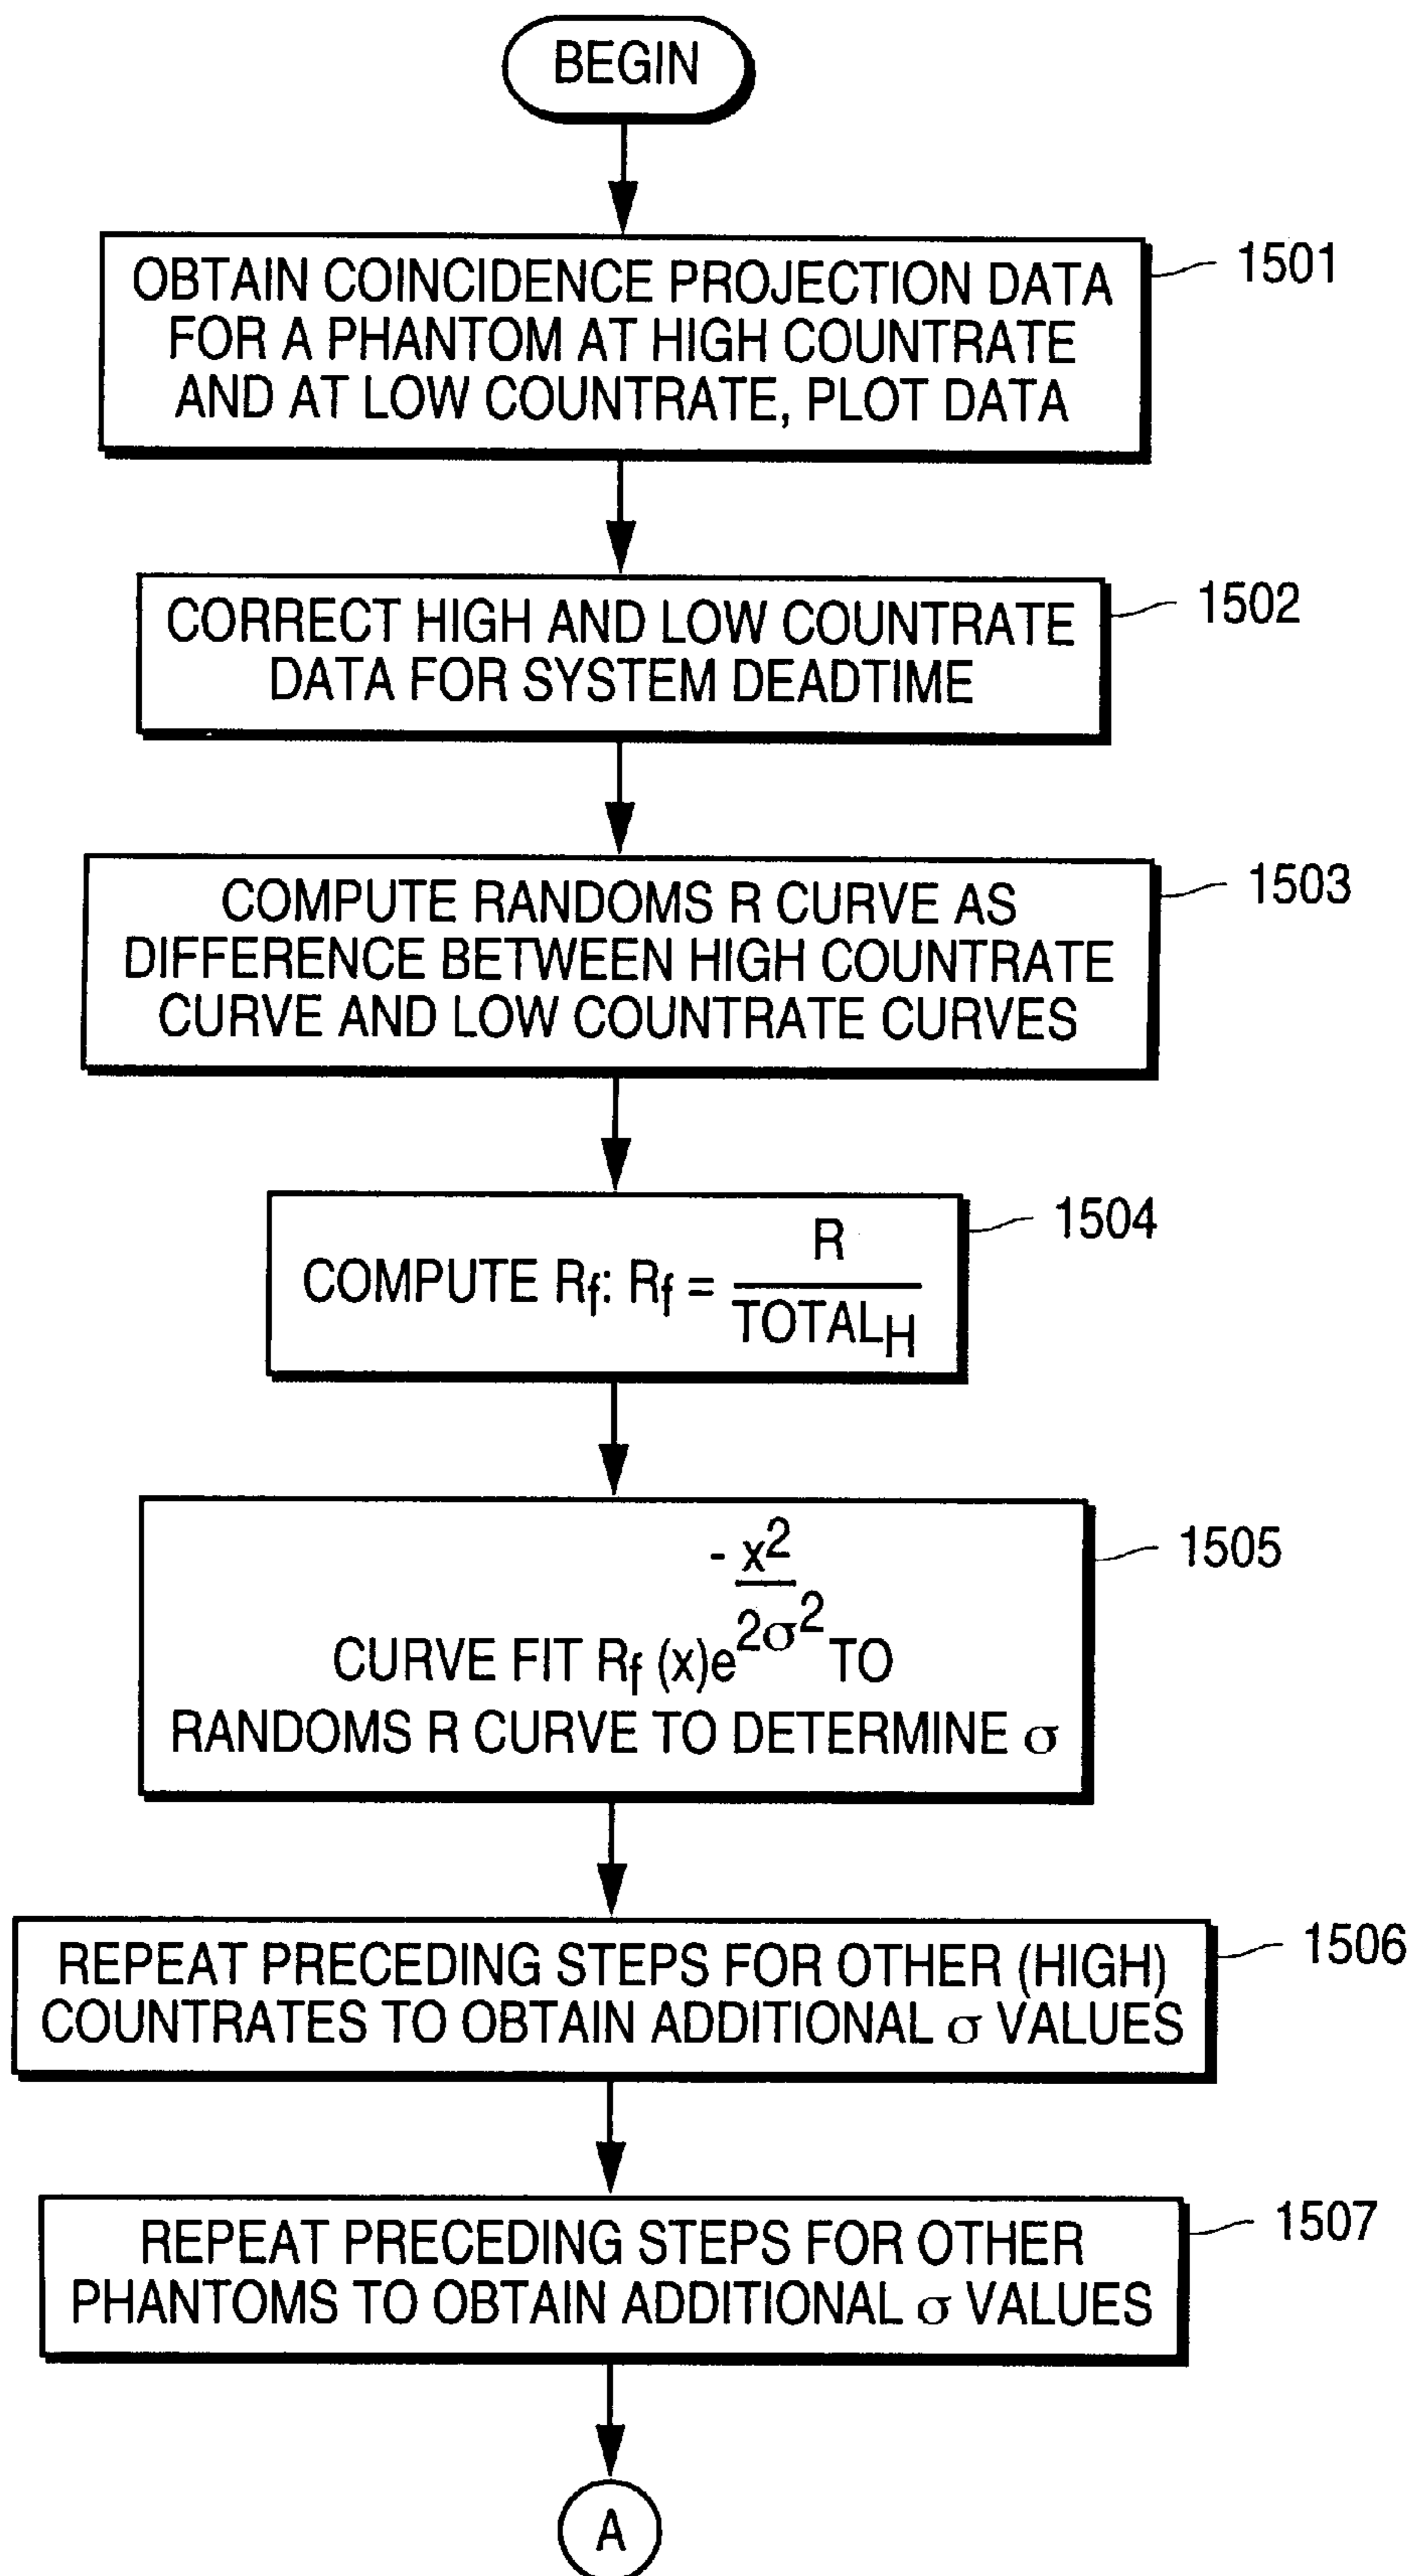 BEGIN
OBTAIN COINCIDENCE PROJECTION DATA
FOR A PHANTOM AT HIGH COUNTRATE
AND AT LOW COUNTRATE, PLOT DATA
1501
CORRECT HIGH AND LOW COUNTRATE
DATA FOR SYSTEM DEADTIME
1502
COMPUTE RANDOMS R CURVE AS
DIFFERENCE BETWEEN HIGH COUNTRATE
CURVE AND LOW COUNTRATE CURVES
1503
COMPUTE R_f: R_f = R / TOTAL_H
1504
CURVE FIT R_f (x)e^{-x²/2σ²} TO
RANDOMS R CURVE TO DETERMINE σ
1505
REPEAT PRECEDING STEPS FOR OTHER (HIGH)
COUNTRATES TO OBTAIN ADDITIONAL σ VALUES
1506
REPEAT PRECEDING STEPS FOR OTHER
PHANTOMS TO OBTAIN ADDITIONAL σ VALUES
1507
A